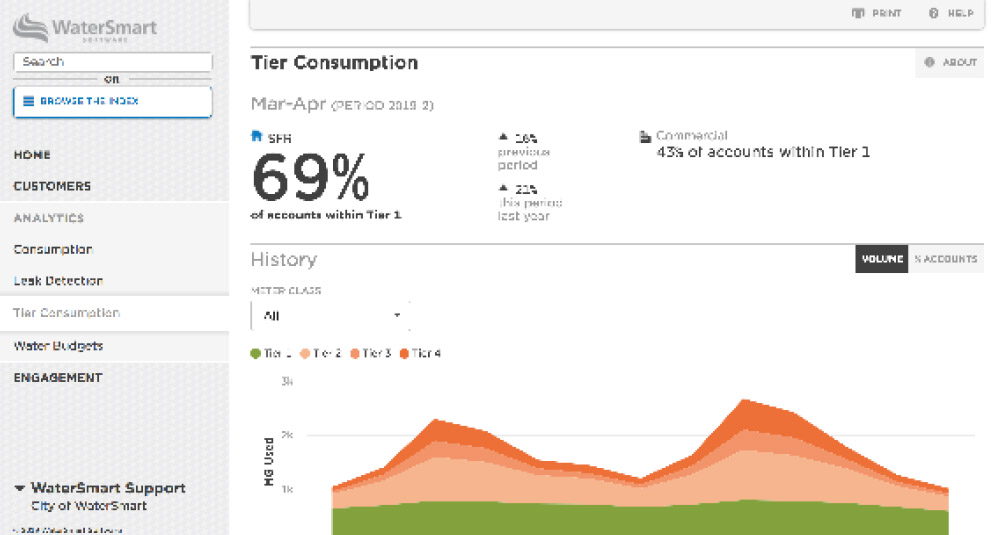 WaterSmart
SOFTWARE
Search
OR
BROWSE THE INDEX
HOME
CUSTOMERS
ANALYTICS
Consumption
Leak Detection
Tier Consumption
Water Budgets
ENGAGEMENT
WaterSmart Support
City of WaterSmart
PRINT
HELP
Tier Consumption
ABOUT
Mar-Apr (PERIOD 2019-2)
SFR
69%
of accounts within Tier 1
16%
previous
period
21%
this period
last year
Commercial
43% of accounts within Tier 1
History
VOLUME
% ACCOUNTS
METER CLASS
All
Tier 1 Tier 2 Tier 3 Tier 4
3k
2k
1k
MG Used